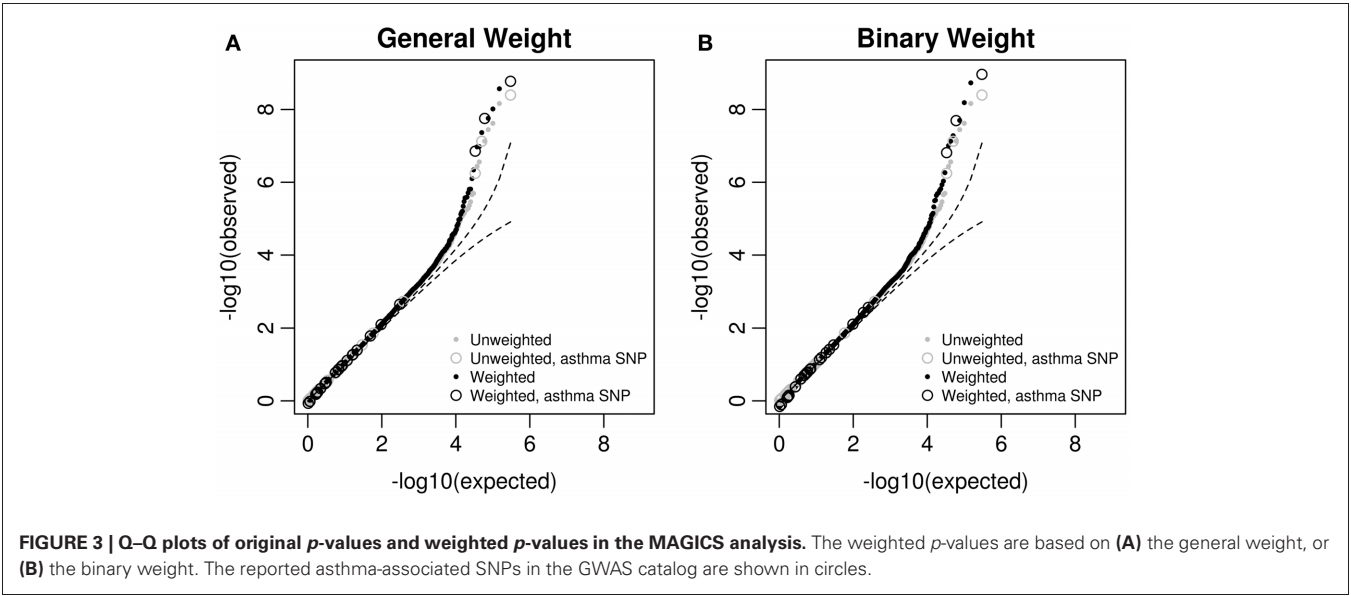 A General Weight
-log10(observed)
8
6
4
2
0
Unweighted
Unweighted, asthma SNP
Weighted
Weighted, asthma SNP
0 2 4 6 8
-log10(expected)
B Binary Weight
-log10(observed)
8
6
4
2
0
Unweighted
Unweighted, asthma SNP
Weighted
Weighted, asthma SNP
0 2 4 6 8
-log10(expected)
FIGURE 3 | Q–Q plots of original p-values and weighted p-values in the MAGICS analysis. The weighted p-values are based on (A) the general weight, or
(B) the binary weight. The reported asthma-associated SNPs in the GWAS catalog are shown in circles.